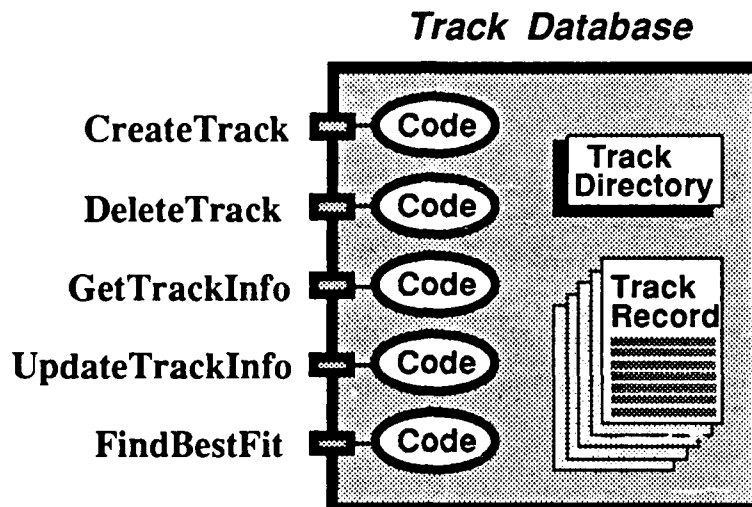 Track Database
CreateTrack
Code
DeleteTrack
Code
GetTrackInfo
Code
UpdateTrackInfo
Code
FindBestFit
Code
Track
Directory
Track
Record